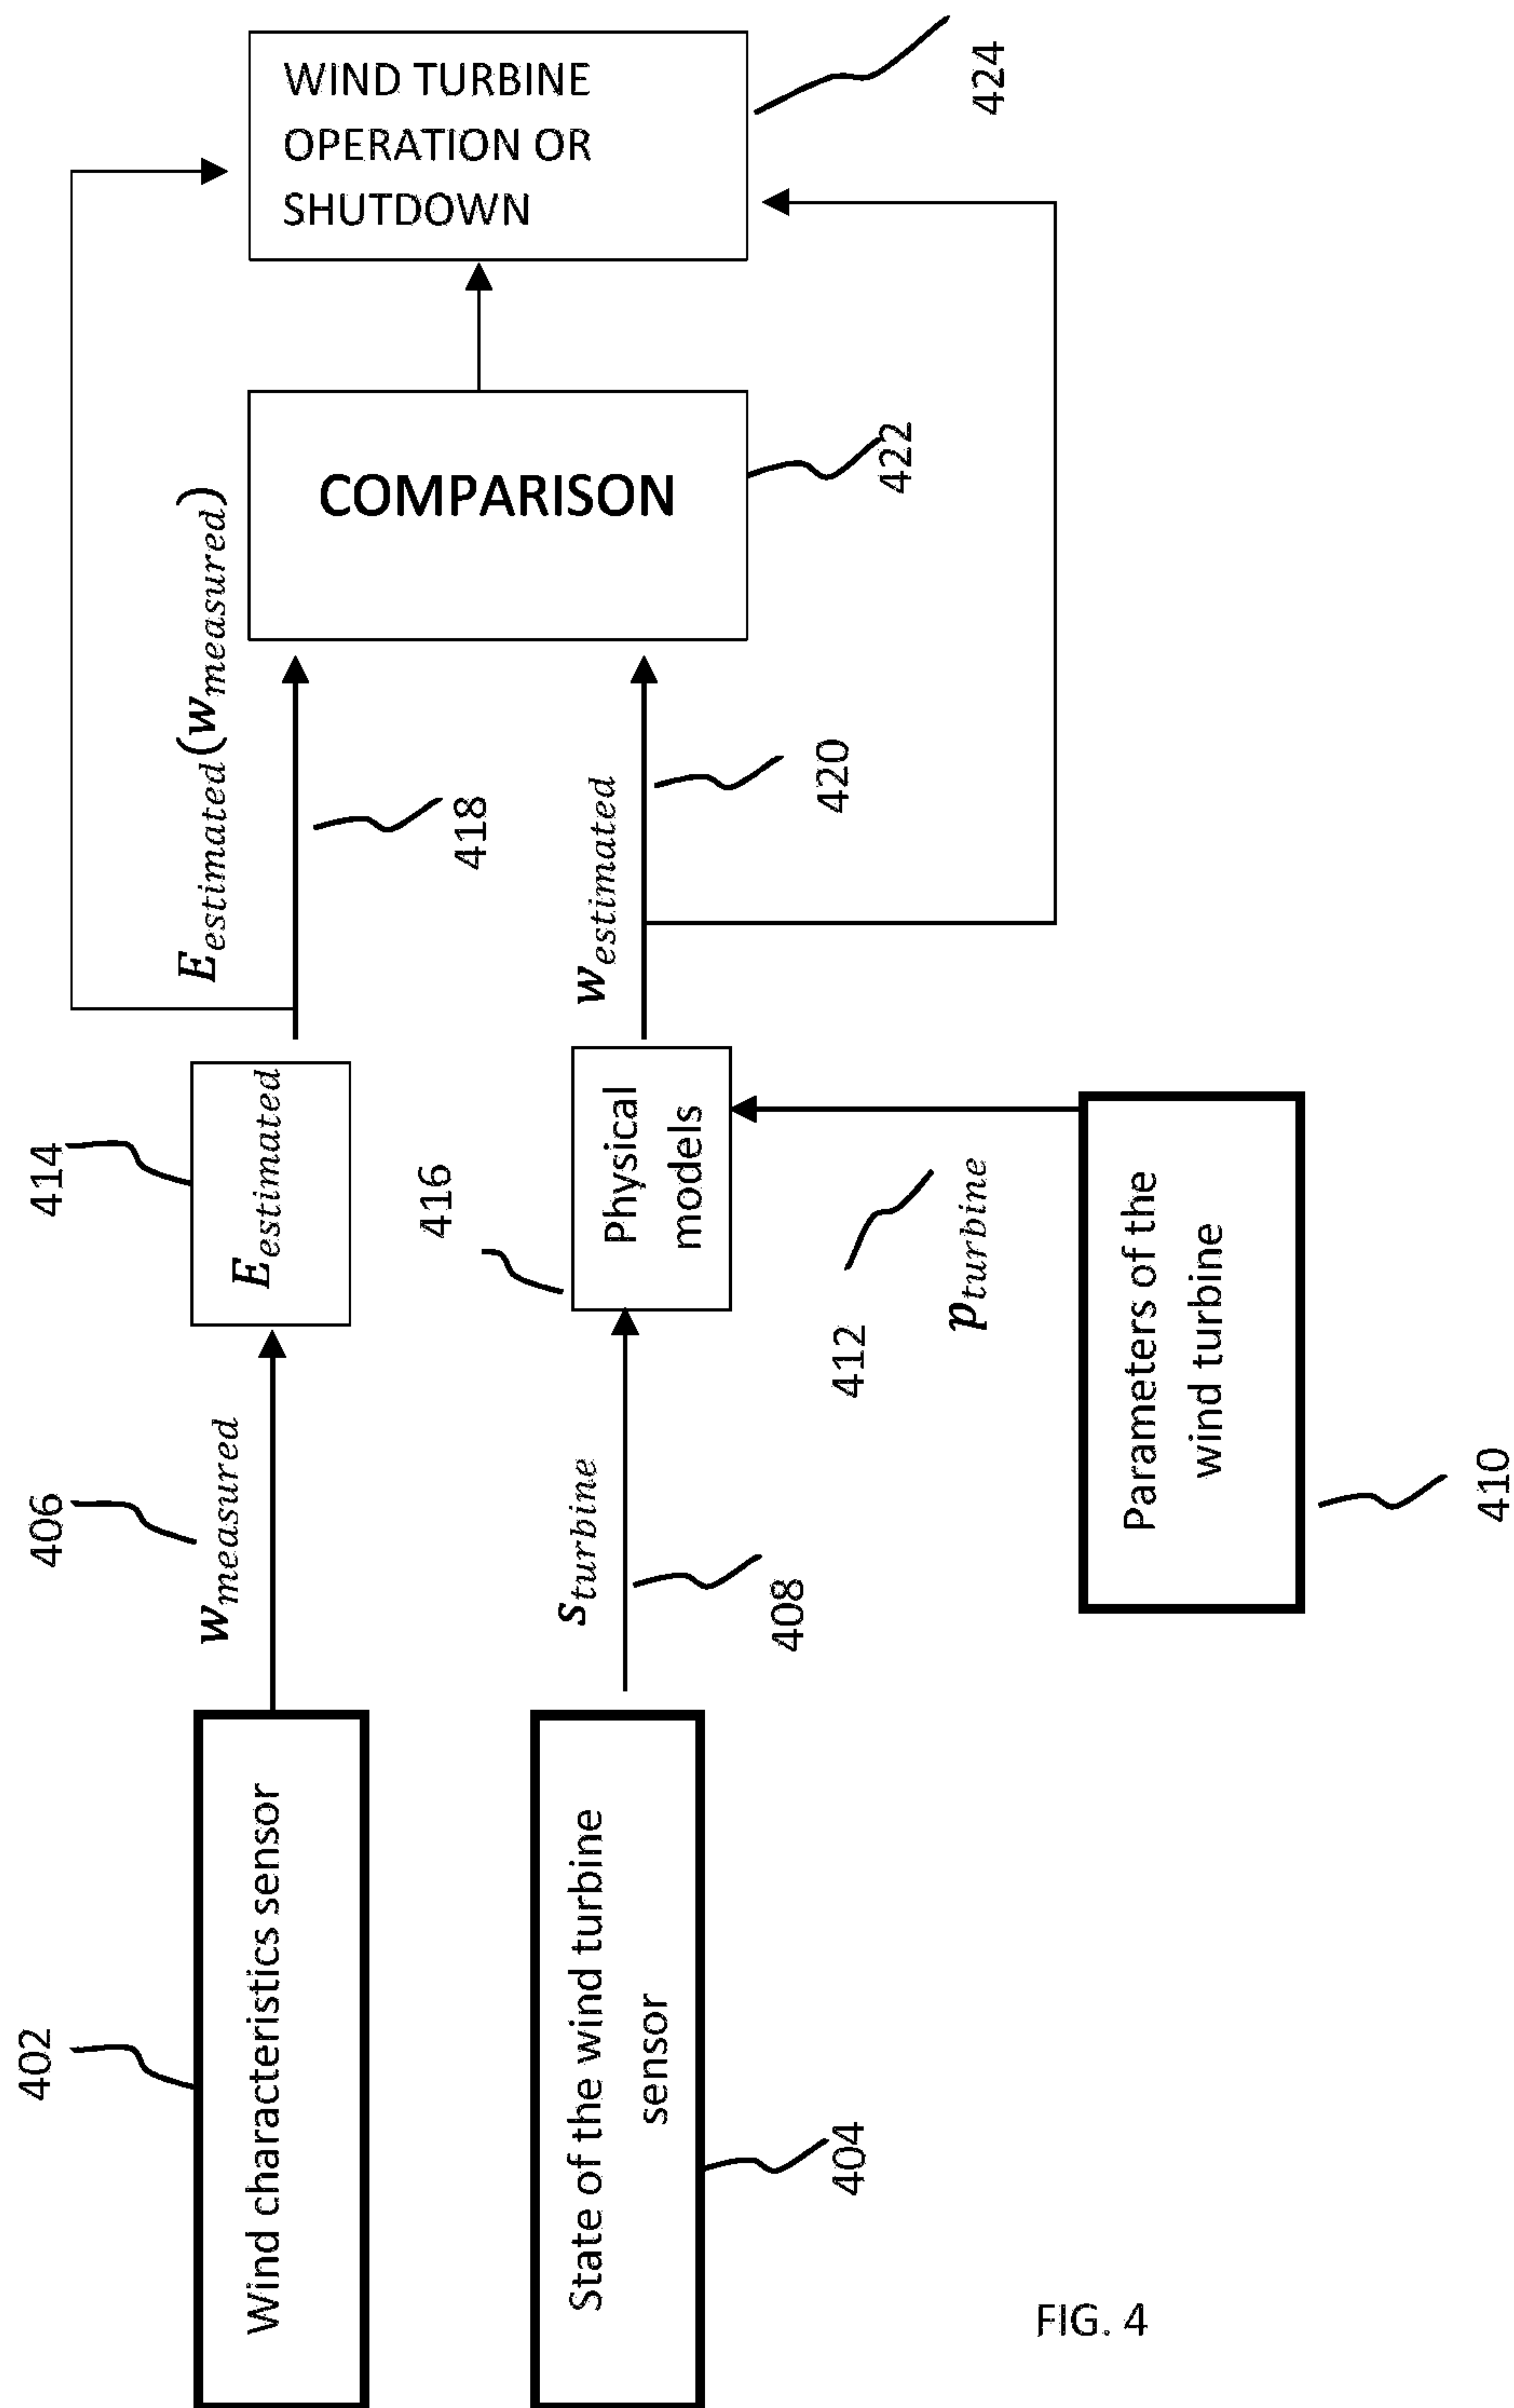 402
Wind characteristics sensor
406
w_measured
414
E_estimated
E_estimated(w_measured)
418
State of the wind turbine
sensor
404
s_turbine
408
416
Physical
models
w_estimated
420
Parameters of the
wind turbine
410
412
p_turbine
COMPARISON
422
WIND TURBINE
OPERATION OR
SHUTDOWN
424
FIG. 4